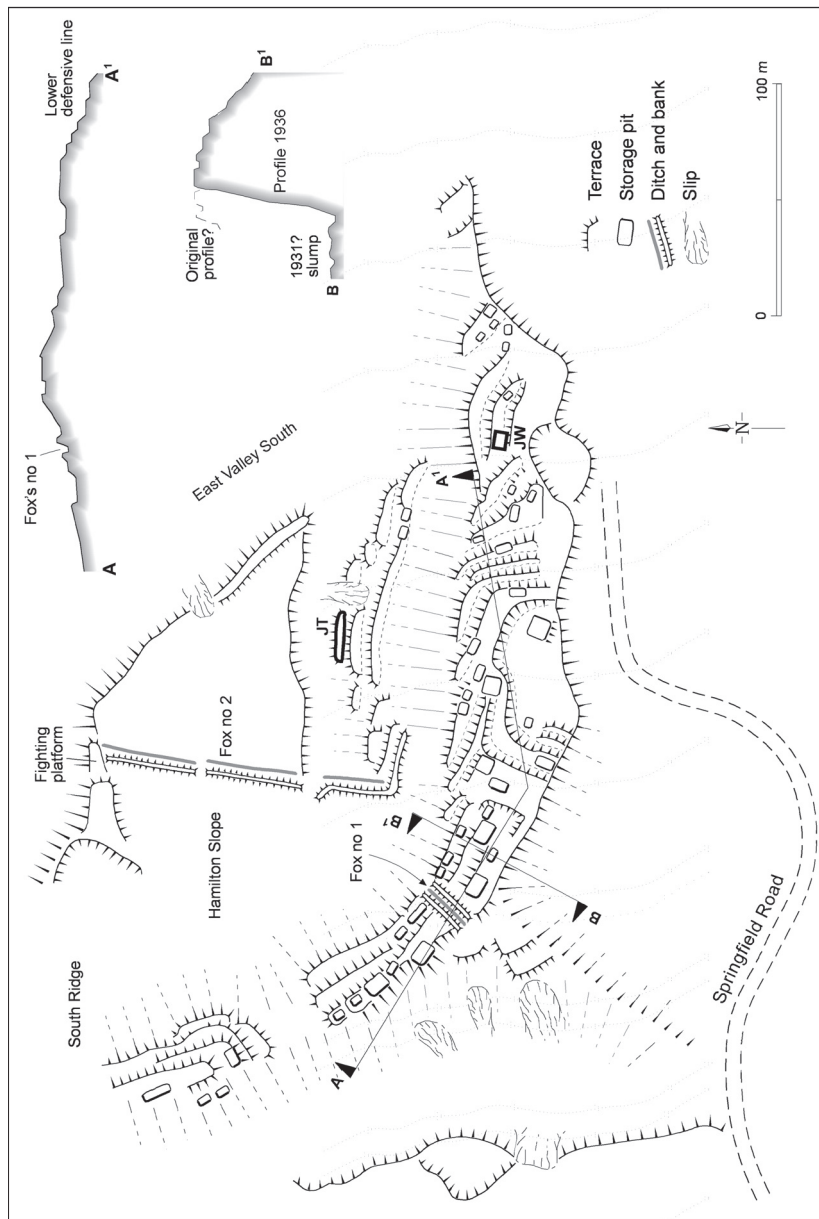 Lower
defensive line
A1
Fox's no 1
A
B1
Profile 1936
Original
profile?
1931?
slump
B
East Valley South
Fighting
platform
Fox no 2
JT
Hamilton Slope
South Ridge
Fox no 1
B1
A1
JW
A
B
Springfield Road
Terrace
Storage pit
Ditch and bank
Slip
N
0
100 m